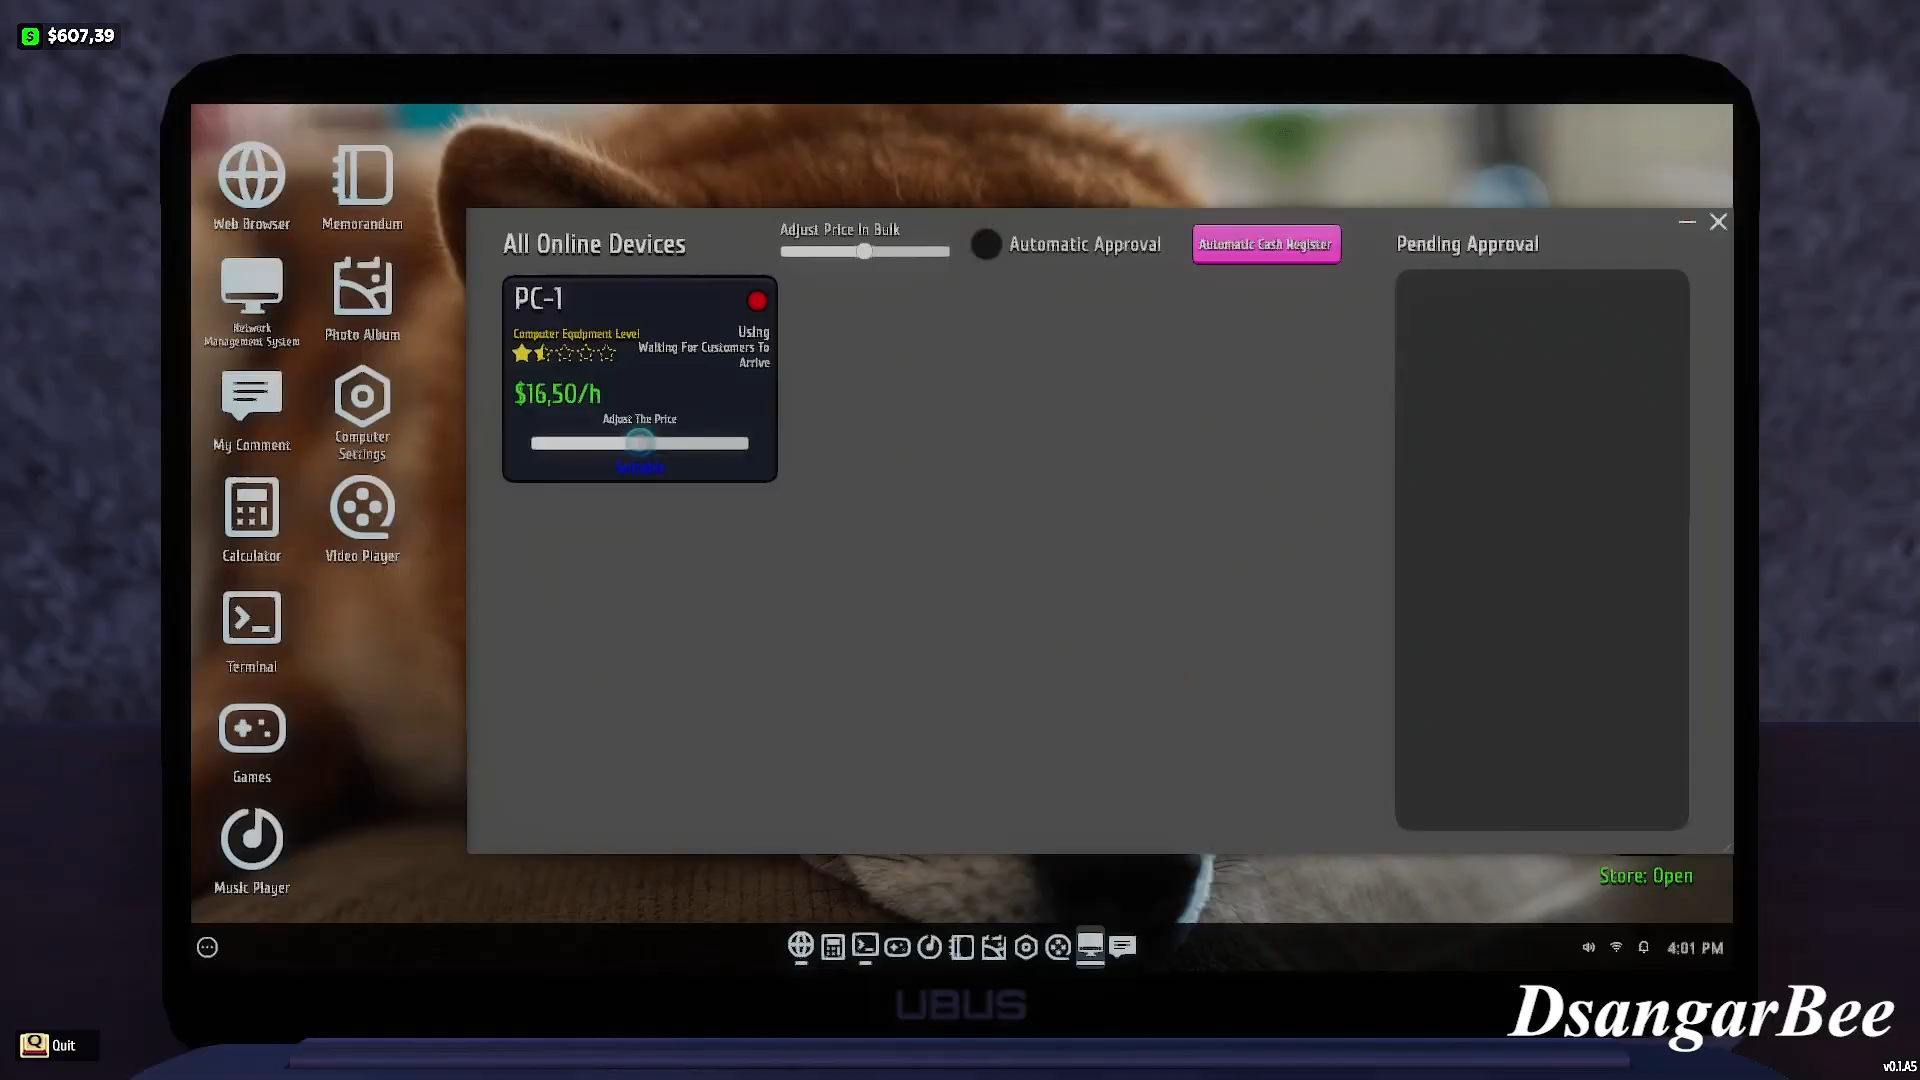 $607,39
Web Browser
Memorandum
Network
Management System
Photo Album
My Comment
Computer
Settings
Calculator
Video Player
Terminal
Games
Music Player
All Online Devices
Adjust Price In Bulk
Automatic Approval
Automatic Cash Register
Pending Approval
PC-1
Computer Equipment Level
Using
Waiting For Customers To
Arrive
$16,50/h
Adjust The Price
Suitable
Store: Open
4:01 PM
UBUS
Q Quit
DsangarBee
v0.1.A5